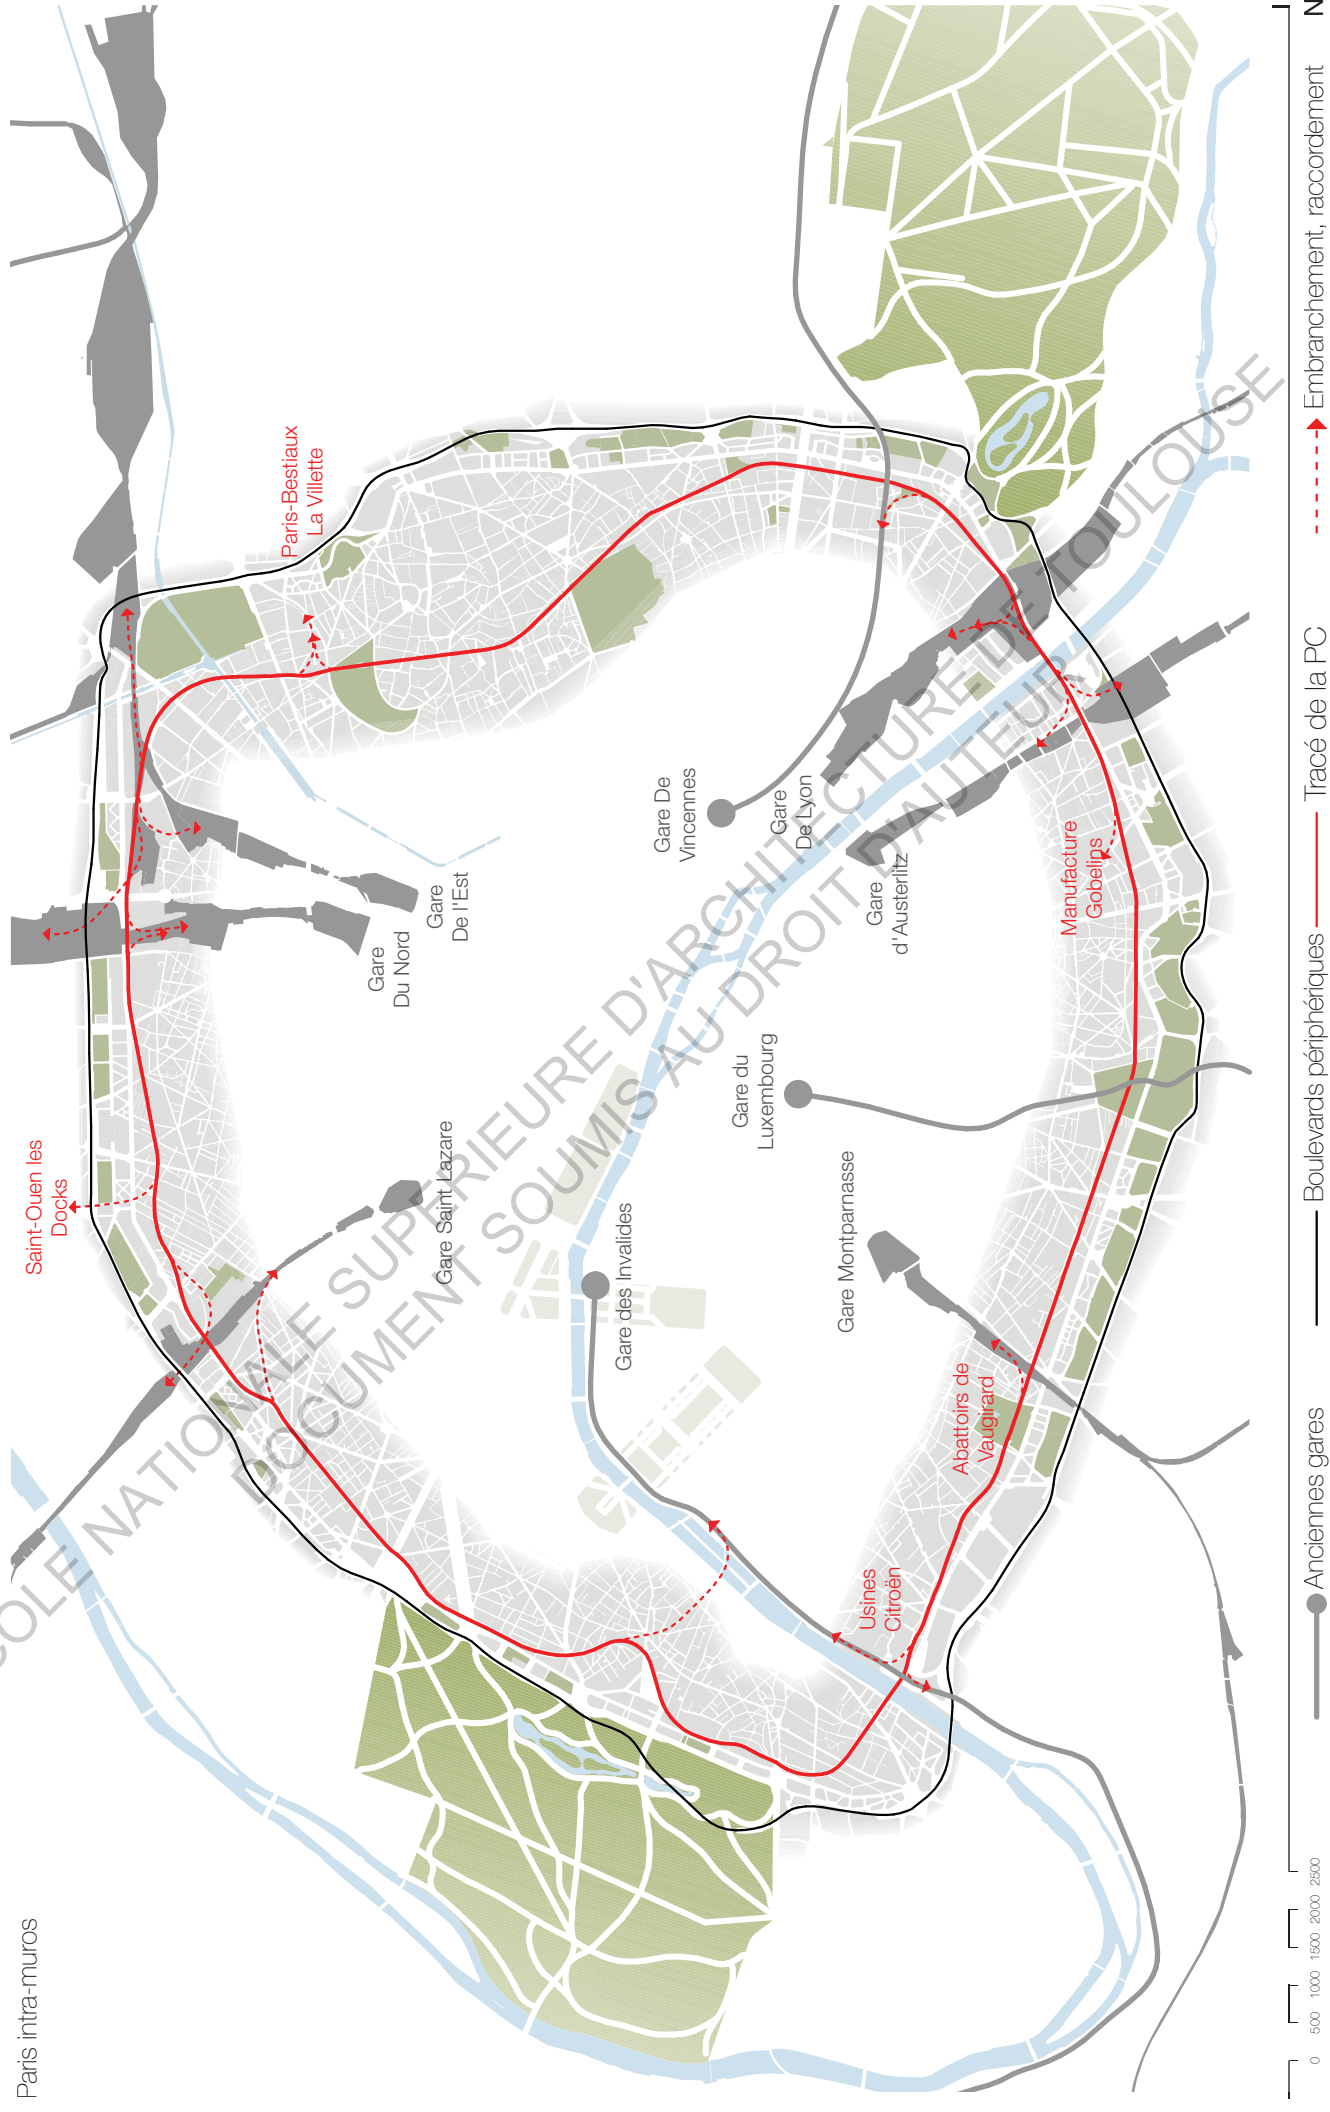 Paris intra-muros
Saint-Ouen les
Docks
Paris-Bestiaux
La Villette
Gare
Du Nord
Gare
De l'Est
Gare Saint Lazare
Gare des Invalides
Gare De
Vincennes
Gare
De Lyon
Gare
d'Austerlitz
Gare du
Luxembourg
Gare Montparnasse
Manufacture
Gobelins
Abattoirs de
Vaugirard
Usines
Citroën
COLE NATIONALE SUPERIEURE D'ARCHITECTURE DE TOULOUSE
DOCUMENT SOUMIS AU DROIT D'AUTEUR
0 500 1000 1500 2000 2500
Anciennes gares
Boulevards périphériques
Tracé de la PC
Embranchement, raccordement
N